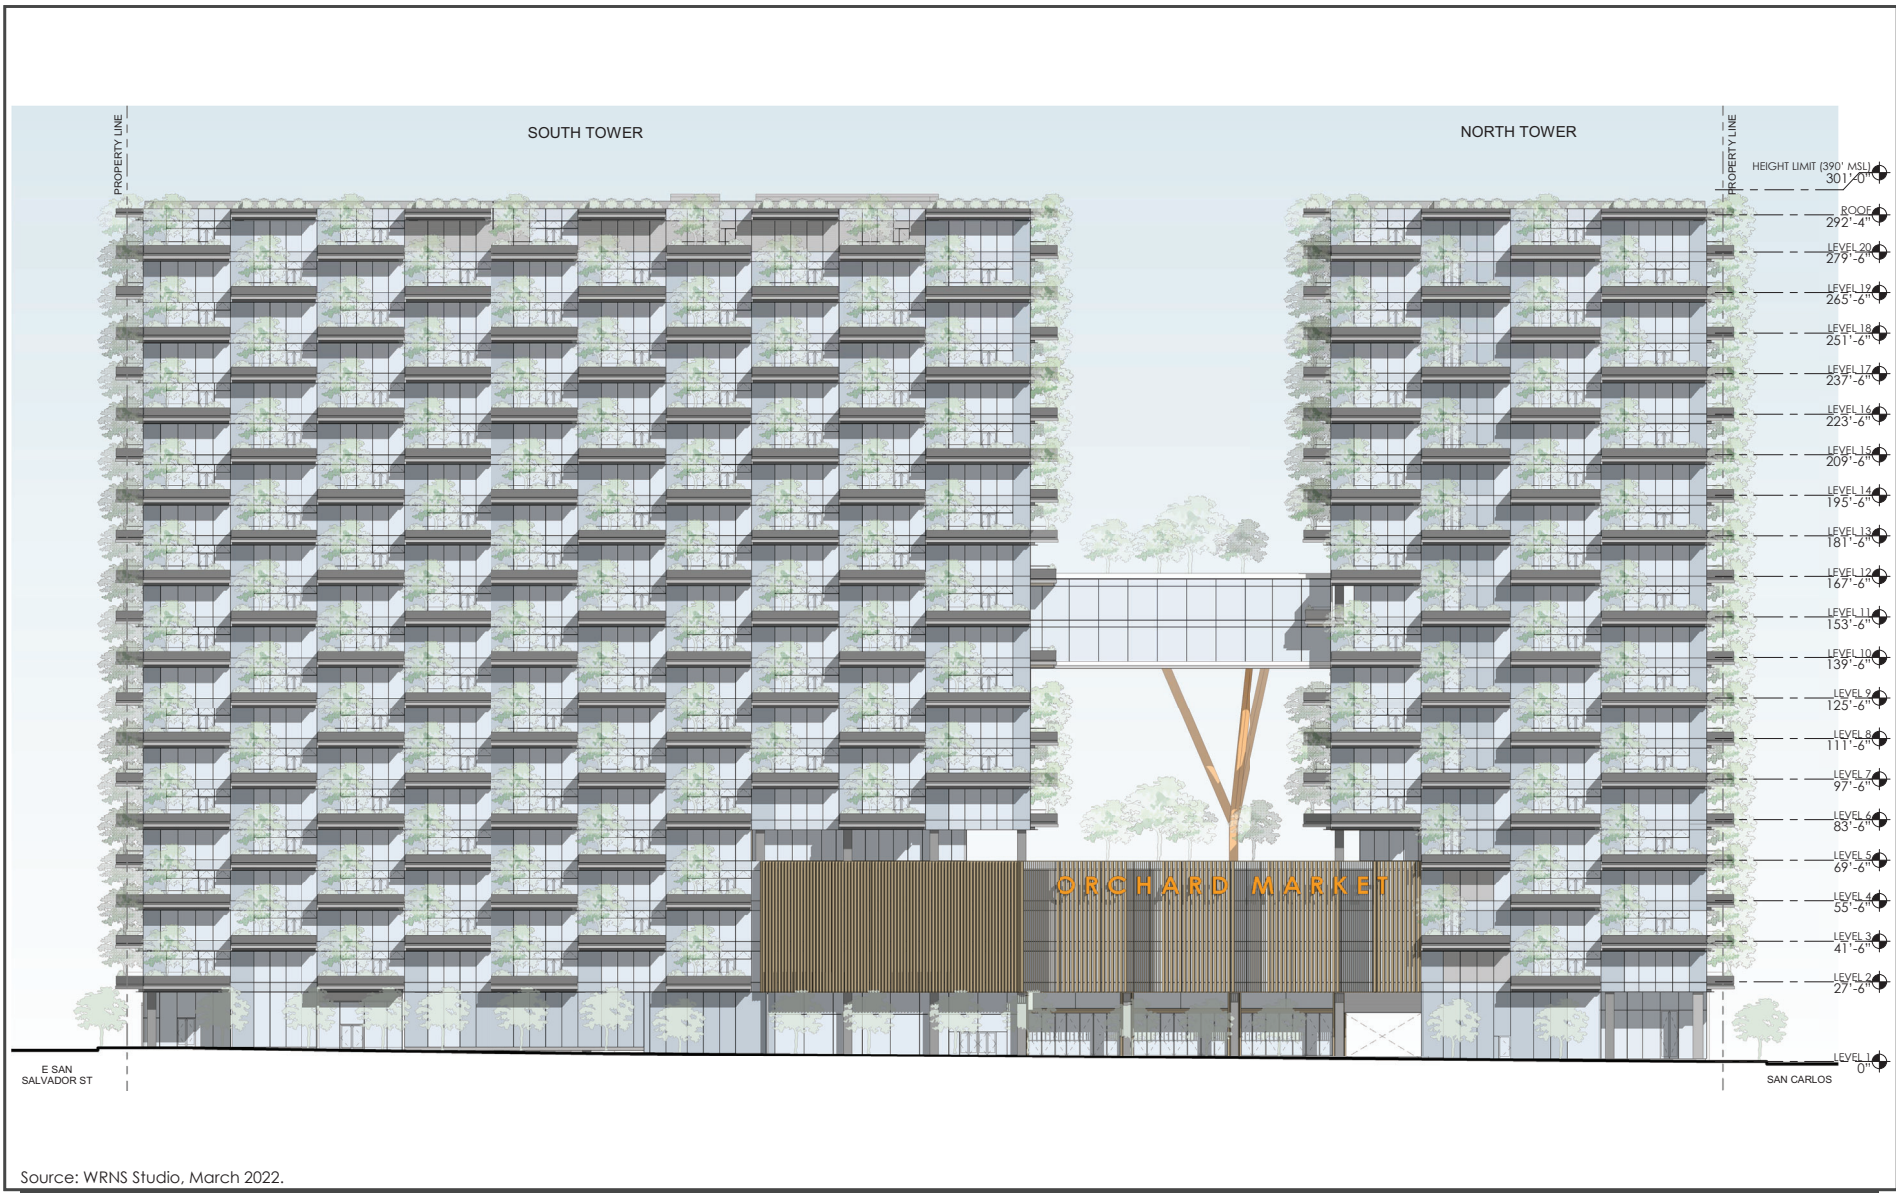 SOUTH TOWER
NORTH TOWER
PROPERTY LINE
PROPERTY LINE
HEIGHT LIMIT (390' MSL)
301'-0"
ROOF
292'-4"
LEVEL 20
279'-6"
LEVEL 19
265'-6"
LEVEL 18
251'-6"
LEVEL 17
237'-6"
LEVEL 16
223'-6"
LEVEL 15
209'-6"
LEVEL 14
195'-6"
LEVEL 13
181'-6"
LEVEL 12
167'-6"
LEVEL 11
153'-6"
LEVEL 10
139'-6"
LEVEL 9
125'-6"
LEVEL 8
111'-6"
LEVEL 7
97'-6"
LEVEL 6
83'-6"
LEVEL 5
69'-6"
ORCHARD MARKET
LEVEL 4
55'-6"
LEVEL 3
41'-6"
LEVEL 2
27'-6"
LEVEL 1
0"
E SAN
SALVADOR ST
SAN CARLOS
Source: WRNS Studio, March 2022.